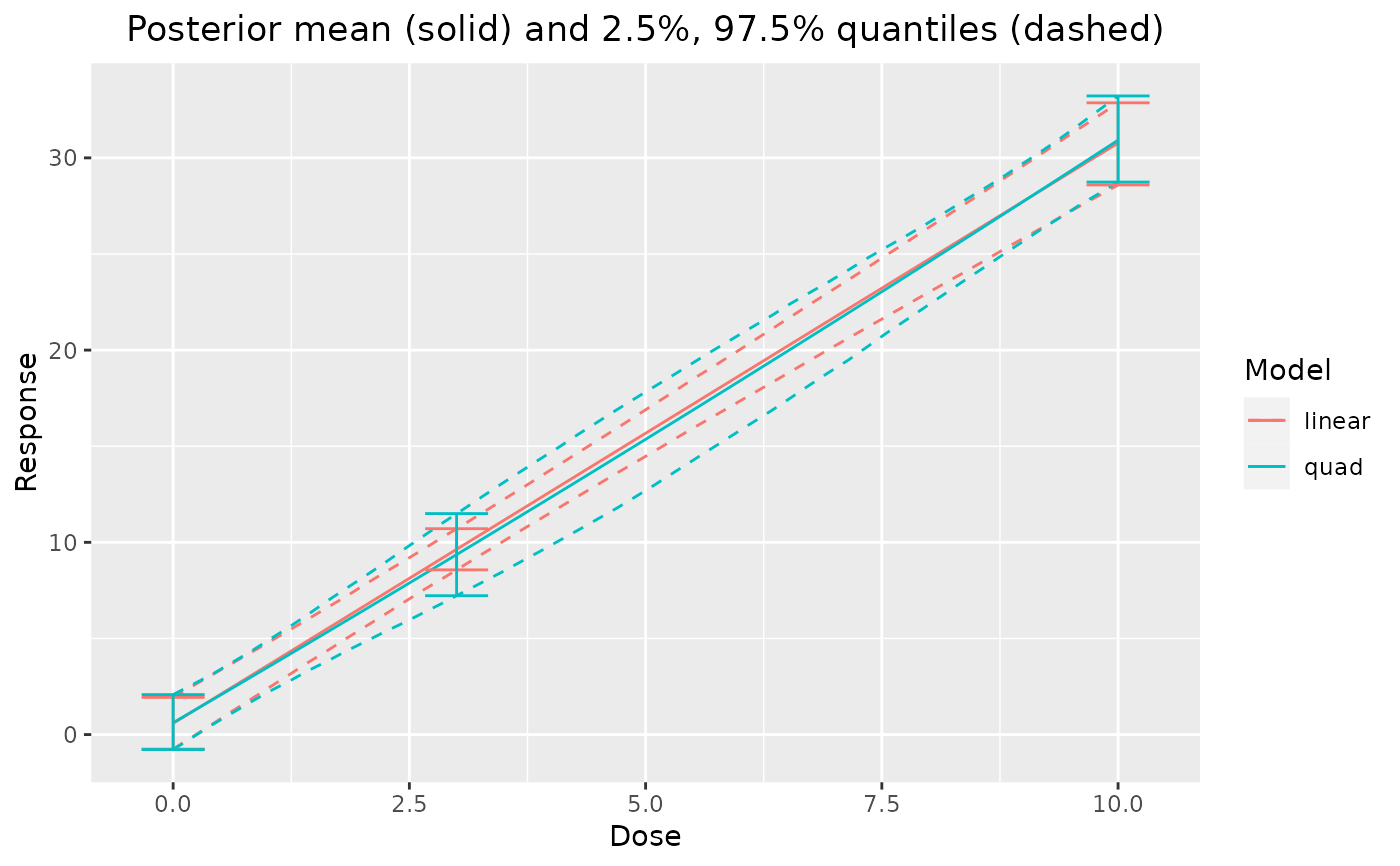 Posterior mean (solid) and 2.5%, 97.5% quantiles (dashed)
30
20
10
0
Response
0.0 2.5 5.0 7.5 10.0
Dose
Model
linear
quad